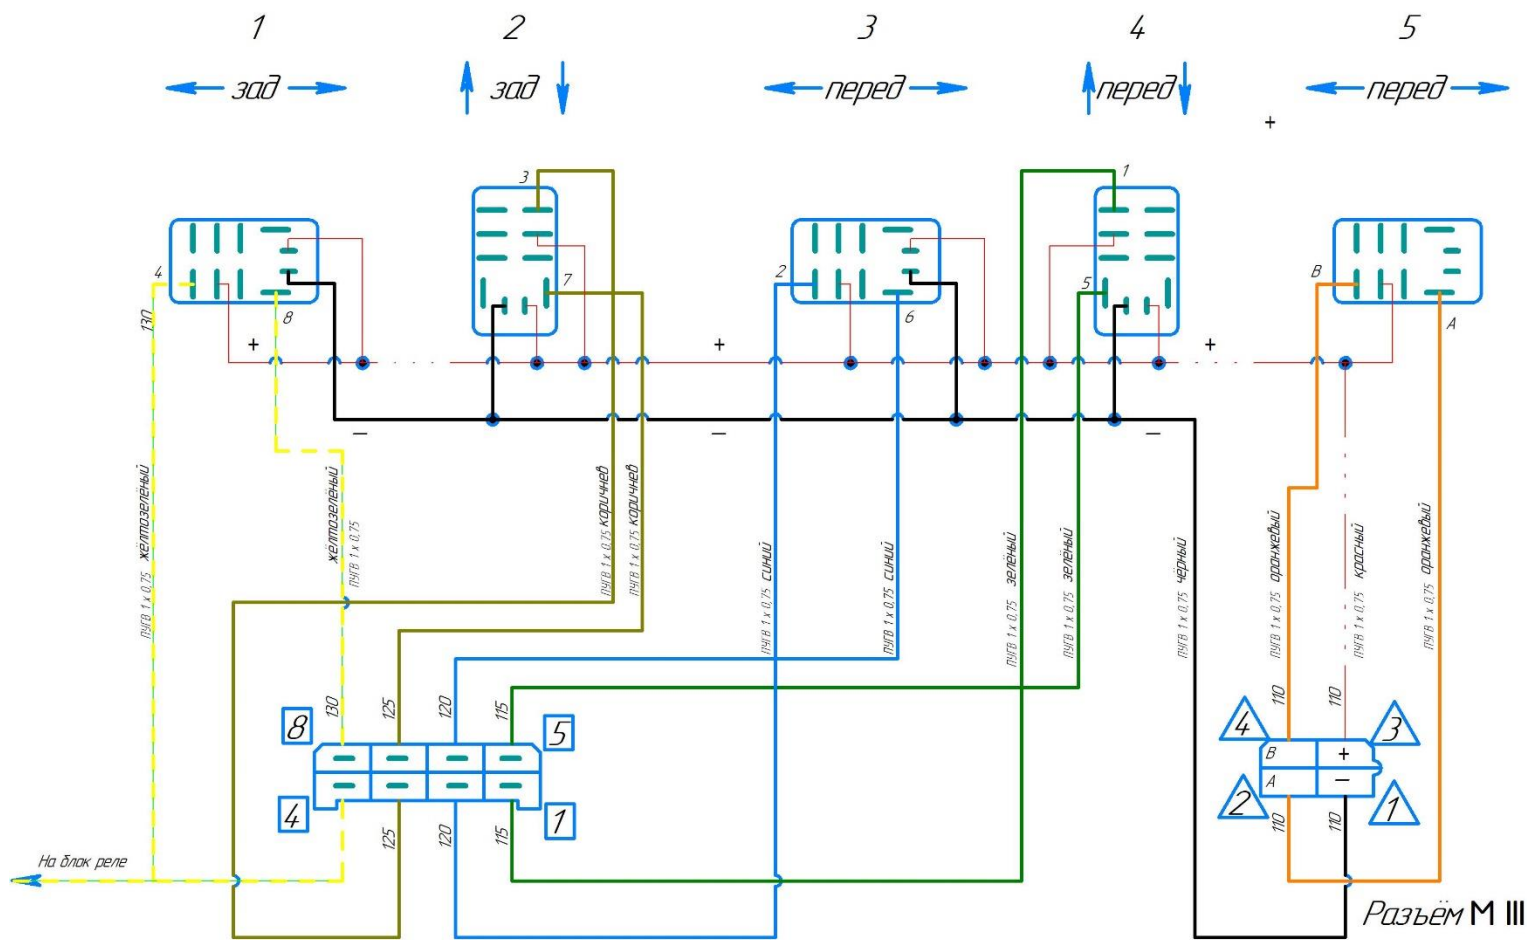 1 2 3 4 5
зад зад перед перед перед
+
3 1
4 7 2 5 В
8 6 А
130
+ + +
– – –
ПУГВ 1 х 0,75 жёлтозелёный
жёлтозелёный
ПУГВ 1 х 0,75
ПУГВ 1 х 0,75 коричнев
ПУГВ 1 х 0,75 коричнев
ПУГВ 1 х 0,75 синий
ПУГВ 1 х 0,75 синий
ПУГВ 1 х 0,75 зелёный
ПУГВ 1 х 0,75 зелёный
ПУГВ 1 х 0,75 чёрный
ПУГВ 1 х 0,75 оранжевый
ПУГВ 1 х 0,75 красный
ПУГВ 1 х 0,75 оранжевый
130 125 120 115 110 110
8 5 4 3
В +
А –
4 1 2 1
125 120 115 110 110
На блок реле
Разъём М III